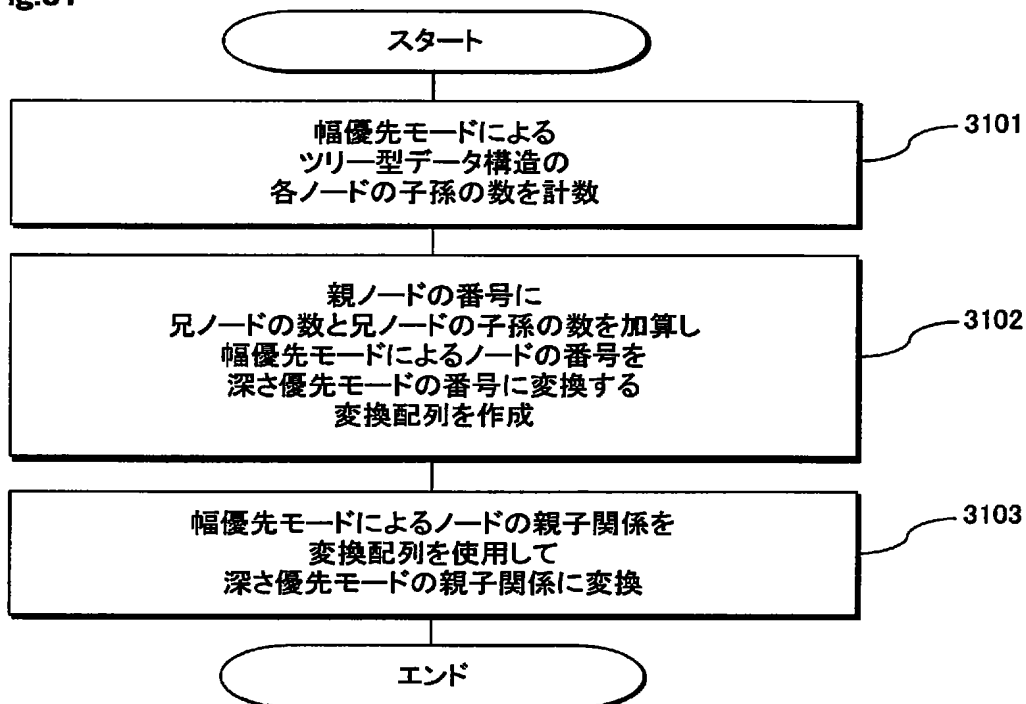 スタート
幅優先モードによる
ツリー型データ構造の
各ノードの子孫の数を計数
3101
親ノードの番号に
兄ノードの数と兄ノードの子孫の数を加算し
幅優先モードによるノードの番号を
深さ優先モードの番号に変換する
変換配列を作成
3102
幅優先モードによるノードの親子関係を
変換配列を使用して
深さ優先モードの親子関係に変換
3103
エンド